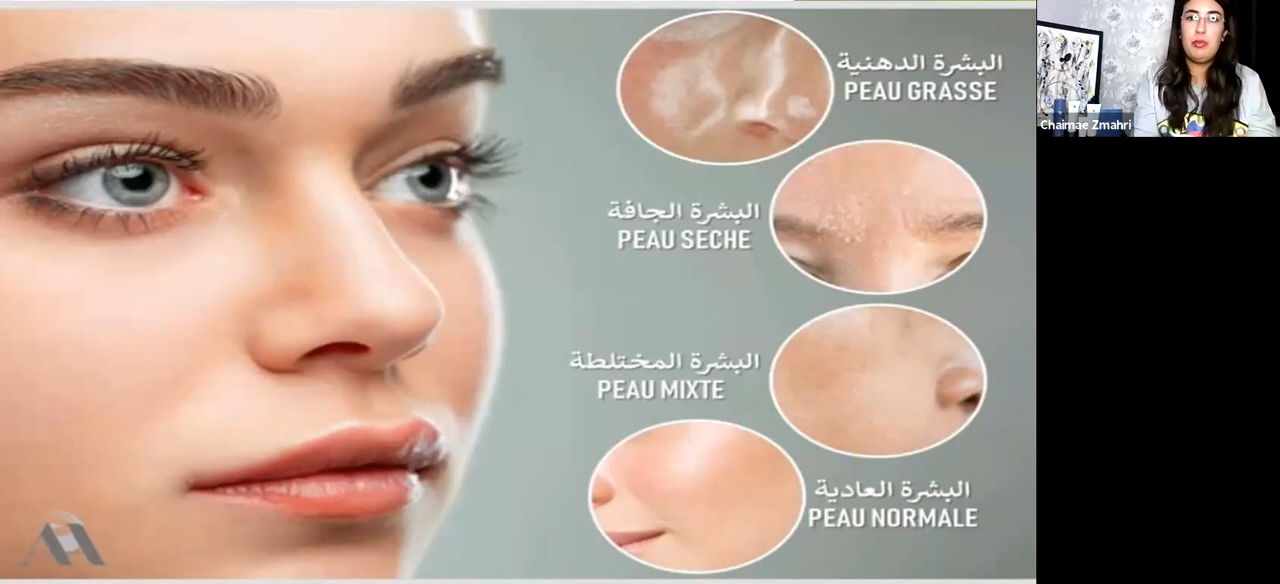 البشرة الدهنية
PEAU GRASSE
البشرة الجافة
PEAU SECHE
البشرة المختلطة
PEAU MIXTE
البشرة العادية
PEAU NORMALE
Chaimae Zmahri